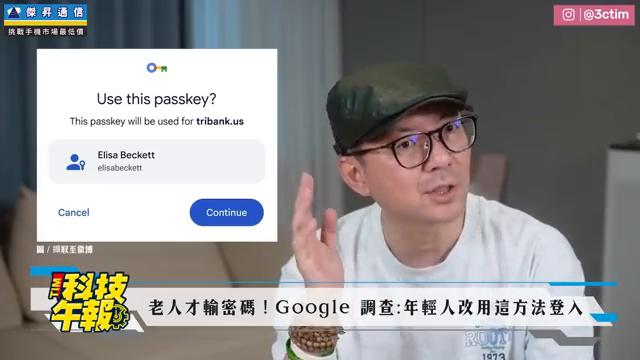 傑昇通信
挑戰手機市場最低價
@3ctim
Use this passkey?
This passkey will be used for tribank.us
Elisa Beckett
elisabeckett
Cancel
Continue
圖 / 擷取至微博
科技
午報
老人才輸密碼！Google 調查:年輕人改用這方法登入
ROOT
1973